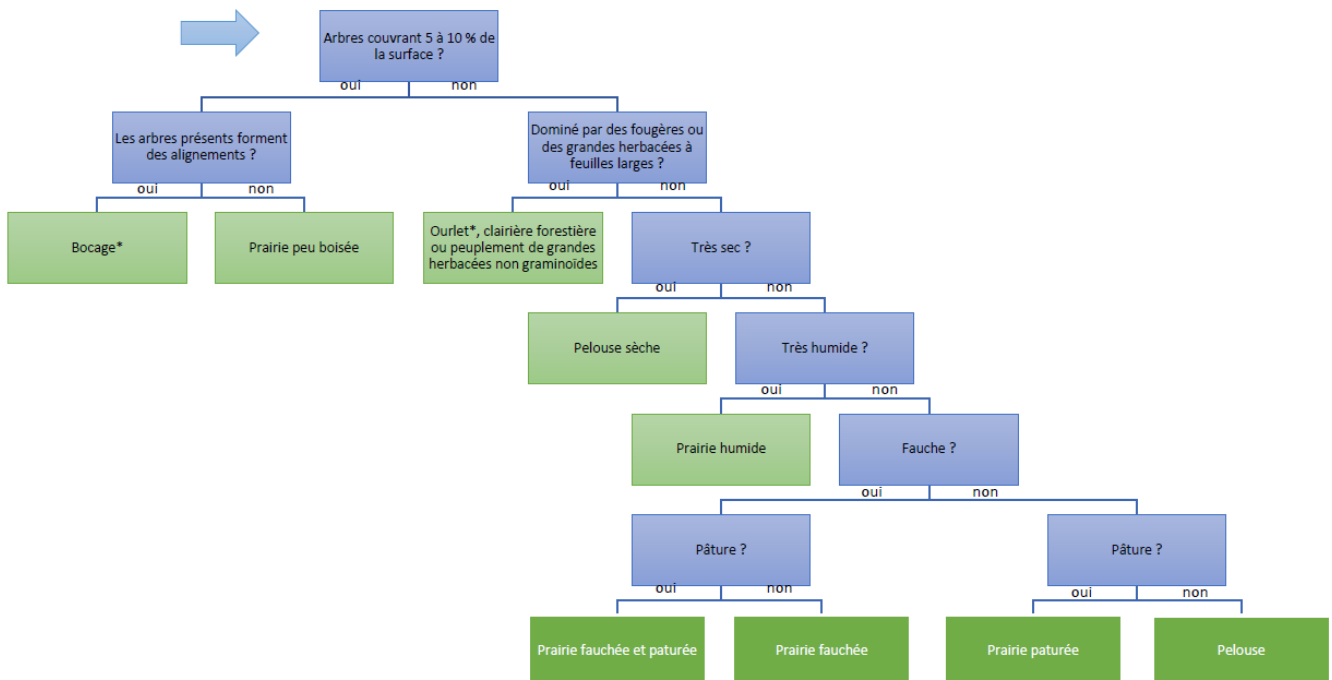 Arbres couvrant 5 à 10 % de
la surface ?
oui
non
Les arbres présents forment
des alignements ?
Dominé par des fougères ou
des grandes herbacées à
feuilles larges ?
oui
non
oui
non
Bocage*
Prairie peu boisée
Ourlet*, clairière forestière
ou peuplement de grandes
herbacées non graminoïdes
Très sec ?
oui
non
Pelouse sèche
Très humide ?
oui
non
Prairie humide
Fauche ?
oui
non
Pâture ?
Pâture ?
oui
non
oui
non
Prairie fauchée et paturée
Prairie fauchée
Prairie paturée
Pelouse